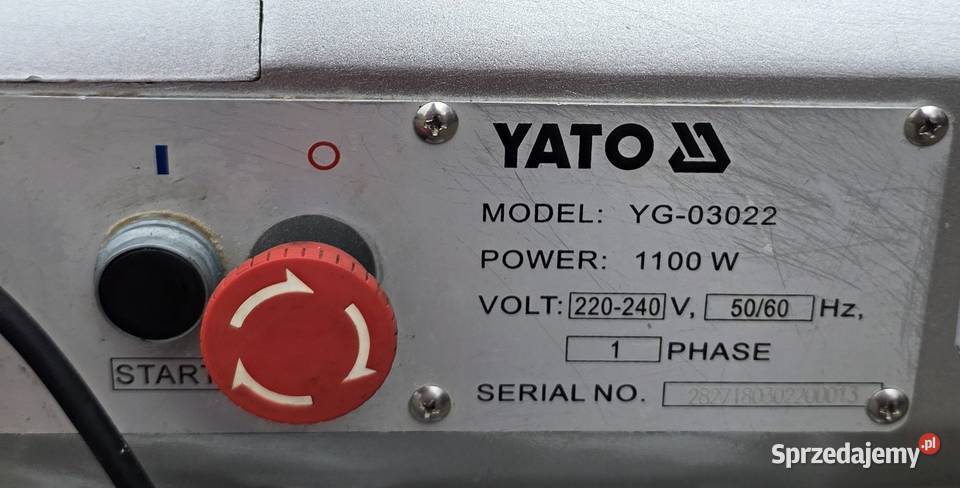 I O
YATO
MODEL: YG-03022
POWER: 1100 W
VOLT: 220-240 V, 50/60 Hz,
1 PHASE
START
SERIAL NO. 2827180302200013
Sprzedajemy.pl